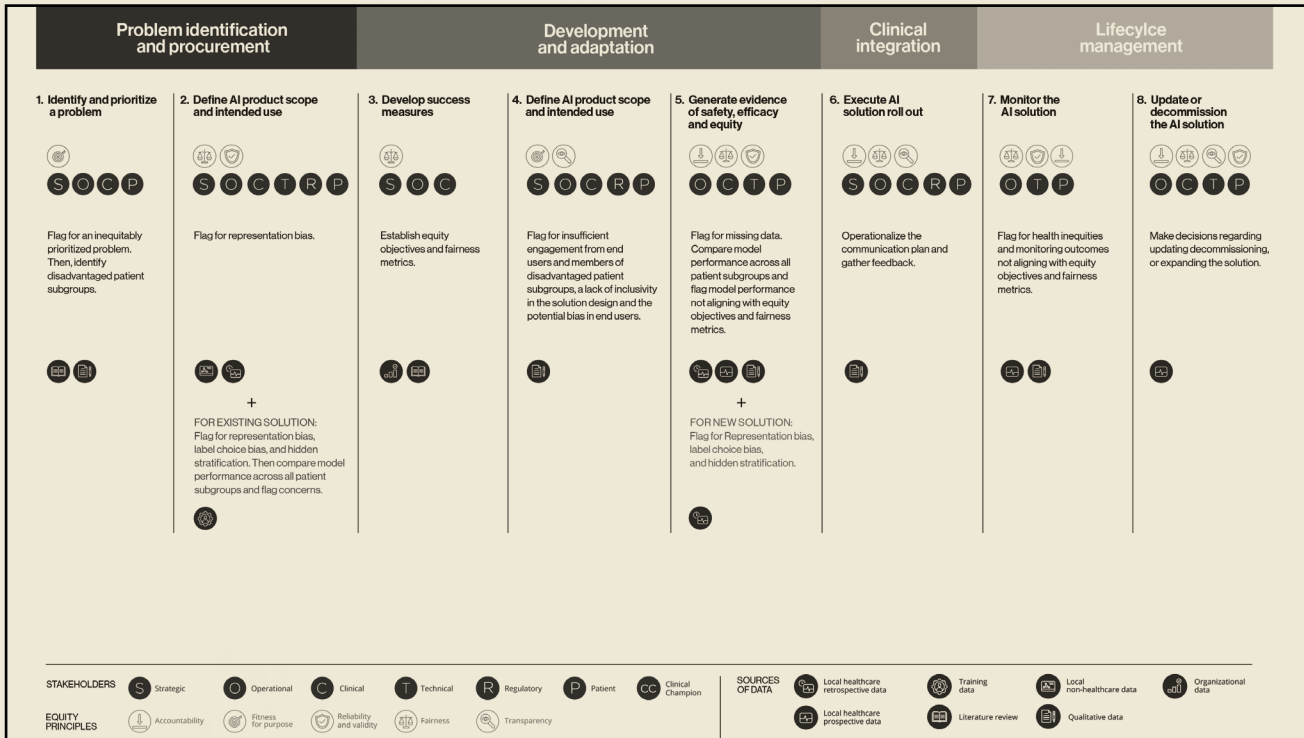 Problem identification
and procurement
Development
and adaptation
Clinical
integration
Lifecylce
management
1. Identify and prioritize
a problem
S O C P
Flag for an inequitably
prioritized problem.
Then, identify
disadvantaged patient
subgroups.
2. Define AI product scope
and intended use
S O C T R P
Flag for representation bias.
+
FOR EXISTING SOLUTION:
Flag for representation bias,
label choice bias, and hidden
stratification. Then compare model
performance across all patient
subgroups and flag concerns.
3. Develop success
measures
S O C
Establish equity
objectives and fairness
metrics.
4. Define AI product scope
and intended use
S O C R P
Flag for insufficient
engagement from end
users and members of
disadvantaged patient
subgroups, a lack of inclusivity
in the solution design and the
potential bias in end users.
5. Generate evidence
of safety, efficacy
and equity
O C T P
Flag for missing data.
Compare model
performance across all
patient subgroups and
flag model performance
not aligning with equity
objectives and fairness
metrics.
+
FOR NEW SOLUTION:
Flag for Representation bias,
label choice bias,
and hidden stratification.
6. Execute AI
solution roll out
S O C R P
Operationalize the
communication plan and
gather feedback.
7. Monitor the
AI solution
O T P
Flag for health inequities
and monitoring outcomes
not aligning with equity
objectives and fairness
metrics.
8. Update or
decommission
the AI solution
O C T P
Make decisions regarding
updating decommissioning,
or expanding the solution.
STAKEHOLDERS
S Strategic
O Operational
C Clinical
T Technical
R Regulatory
P Patient
CC Clinical
Champion
EQUITY
PRINCIPLES
Accountability
Fitness
for purpose
Reliability
and validity
Fairness
Transparency
SOURCES
OF DATA
Local healthcare
retrospective data
Training
data
Local
non-healthcare data
Organizational
data
Local healthcare
prospective data
Literature review
Qualitative data